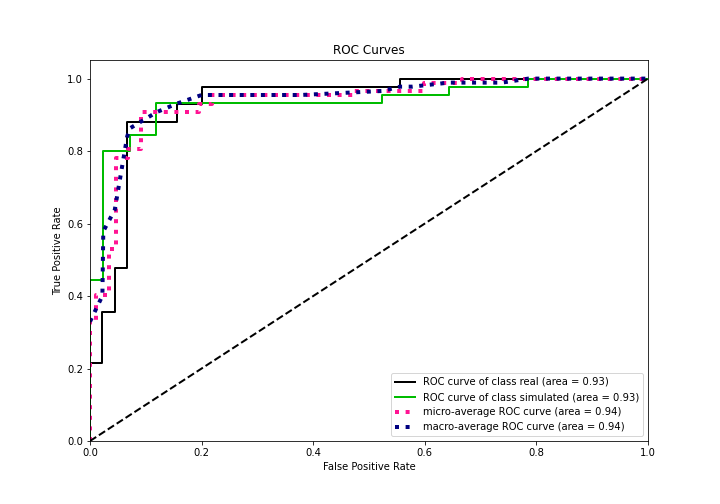 ROC Curves
True Positive Rate
1.0
0.8
0.6
0.4
0.2
0.0
0.0 0.2 0.4 0.6 0.8 1.0
False Positive Rate
ROC curve of class real (area = 0.93)
ROC curve of class simulated (area = 0.93)
micro-average ROC curve (area = 0.94)
macro-average ROC curve (area = 0.94)